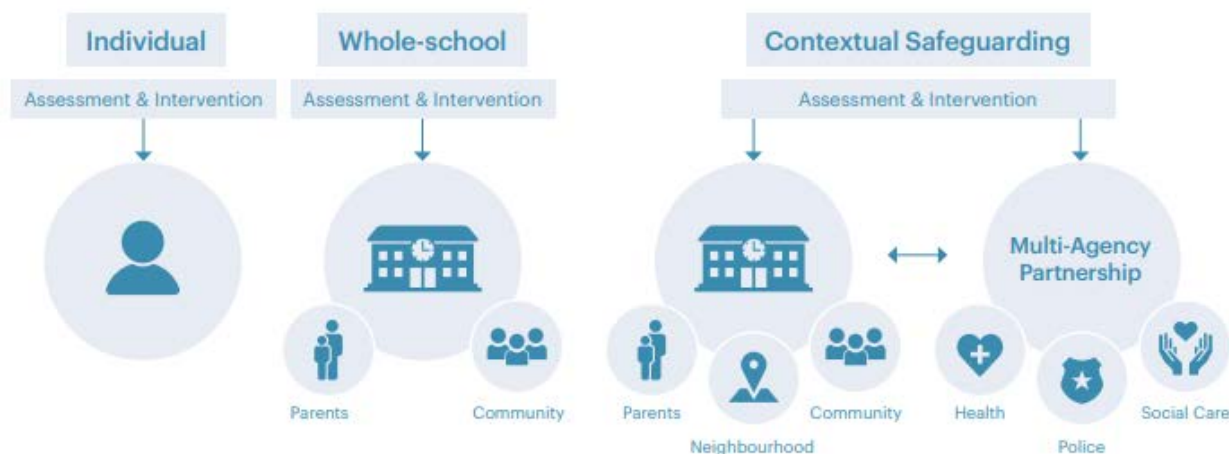 Individual
Whole-school
Contextual Safeguarding
Assessment & Intervention
Assessment & Intervention
Assessment & Intervention
Multi-Agency
Partnership
Parents
Community
Parents
Neighbourhood
Community
Health
Police
Social Care